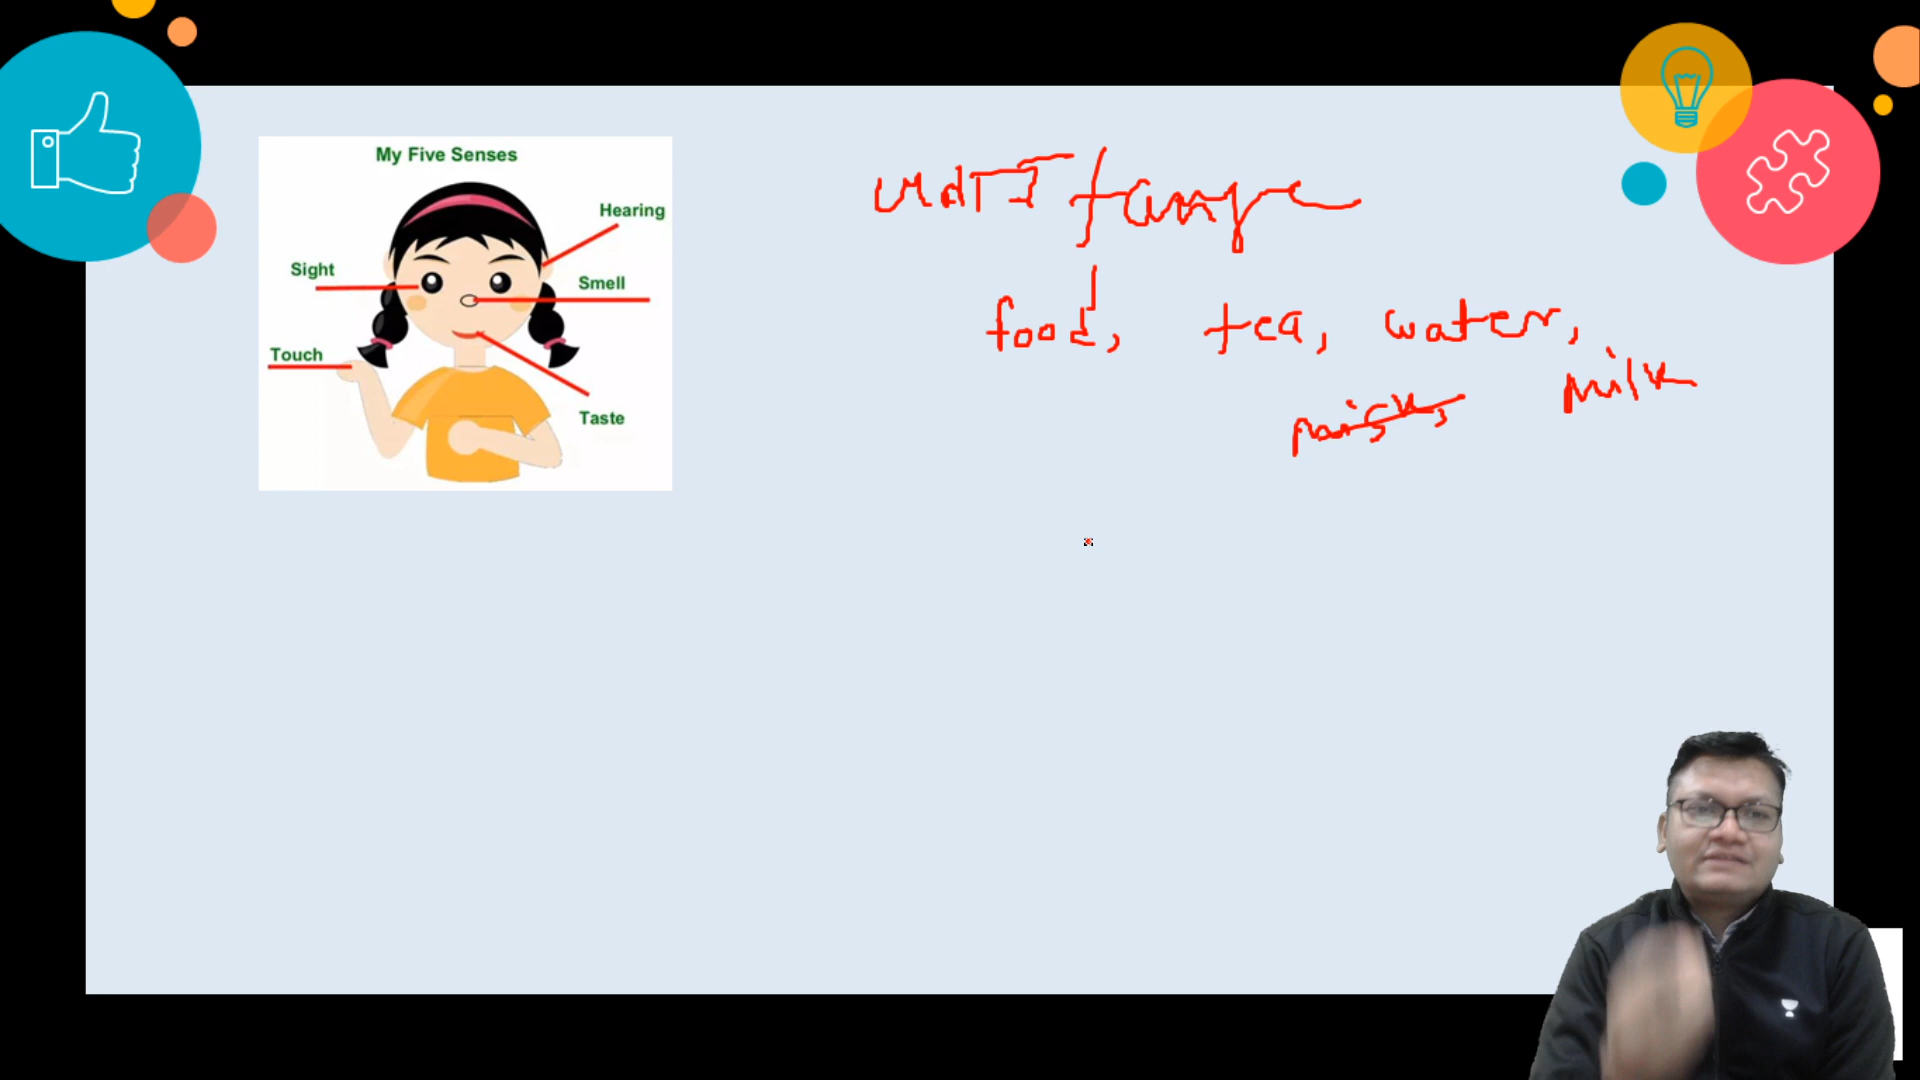 My Five Senses
Hearing
Sight
Smell
Touch
Taste
food, tea, water,
milk